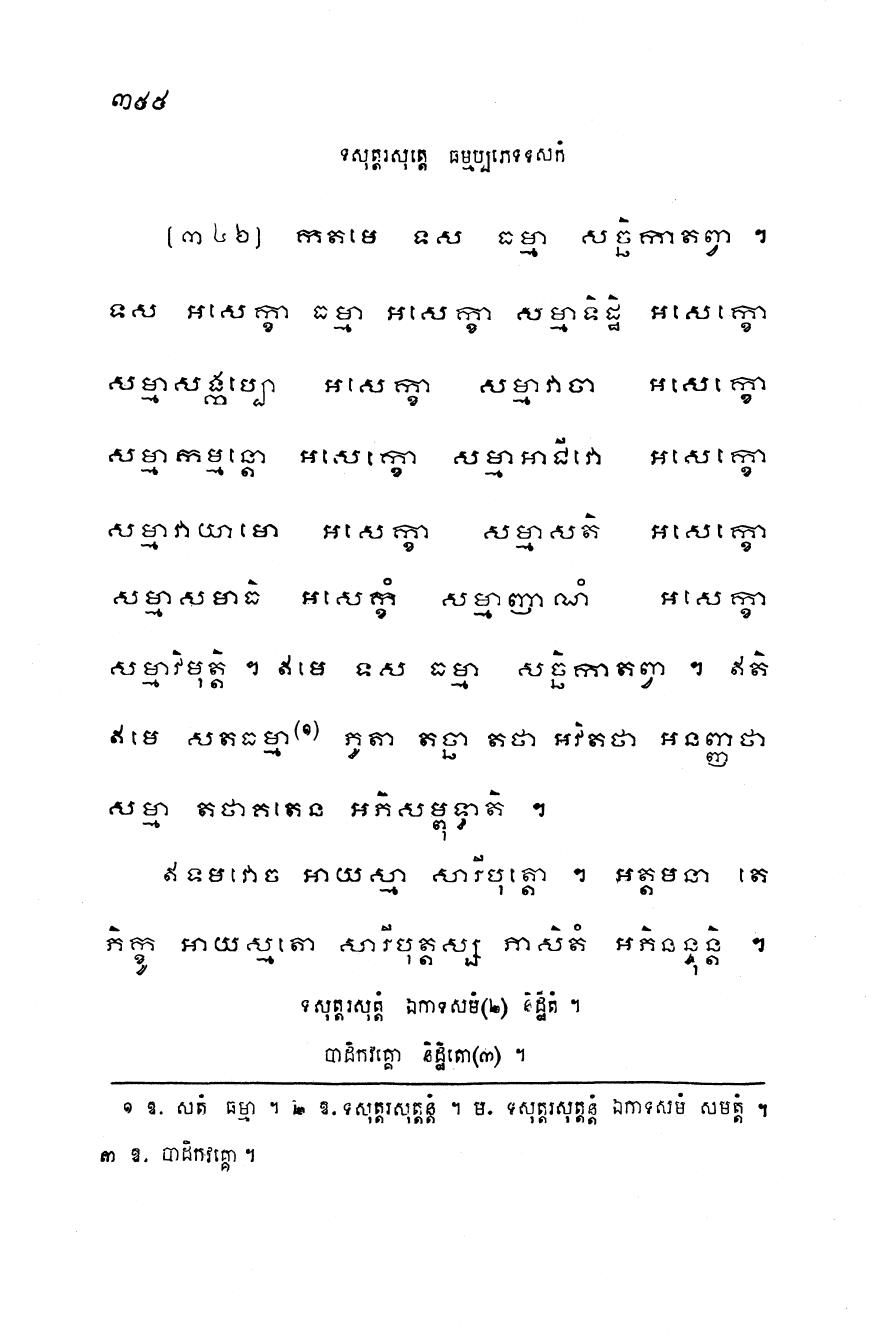 ៣៩៩
ទសុត្តរសុត្តេ ធម្មប្បភេទទសកំ
[៣៤៦] កតមេ ទស ធម្មា សច្ឆិកាតព្វា ។
ទស អសេក្ខា ធម្មា អសេក្ខា សម្មាទិដ្ឋិ អសេក្ខោ
សម្មាសង្កប្បោ អសេក្ខា សម្មាវាចា អសេក្ខោ
សម្មាកម្មន្តោ អសេក្ខោ សម្មាអាជីវោ អសេក្ខោ
សម្មាវាយាមោ អសេក្ខា សម្មាសតិ អសេក្ខោ
សម្មាសមាធិ អសេក្ខំ សម្មាញាណំ អសេក្ខា
សម្មាវិមុត្តិ ។ ឥមេ ទស ធម្មា សច្ឆិកាតព្វា ។ ឥតិ
ឥមេ សតធម្មា(១) ភូតា តច្ឆា តថា អវិតថា អនញ្ញថា
សម្មា តថាគតេន អភិសម្ពុទ្ធាតិ ។
ឥទមវោច អាយស្មា សារីបុត្តោ ។ អត្តមនា តេ
ភិក្ខូ អាយស្មតោ សារីបុត្តស្ស ភាសិតំ អភិនន្ទុន្តិ ។
ទសុត្តរសុត្តំ ឯកាទសមំ(២) និដ្ឋិតំ ។
បាដិកវគ្គោ និដ្ឋិតោ(៣) ។
១ ឱ. សតំ ធម្មា ។ ២ ឱ. ទសុត្តរសុត្តន្តំ ។ ម. ទសុត្តរសុត្តន្តំ ឯកាទសមំ សមត្តំ ។
៣ ឱ. បាដិកវគ្គោ ។